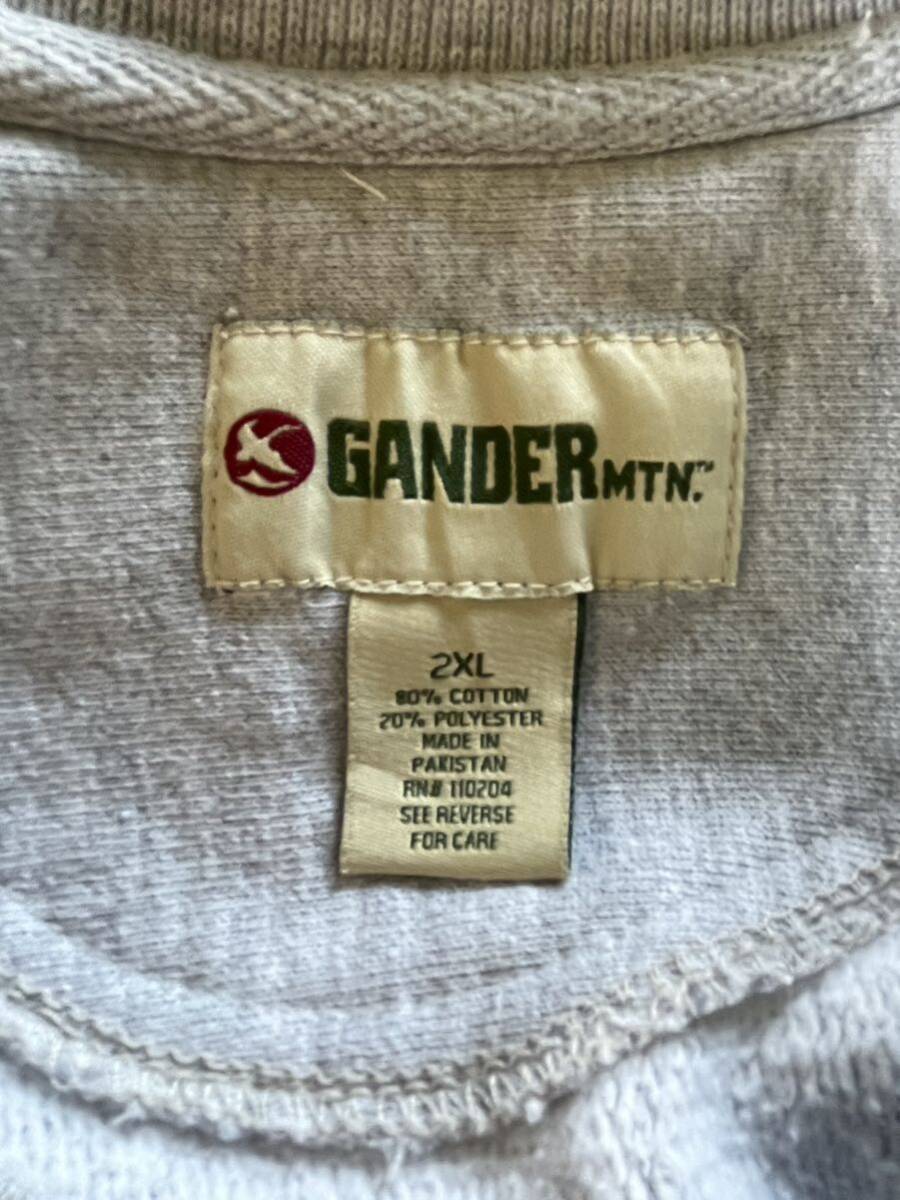 GANDER MTN.™
2XL
80% COTTON
20% POLYESTER
MADE IN
PAKISTAN
RN# 110204
SEE REVERSE
FOR CARE